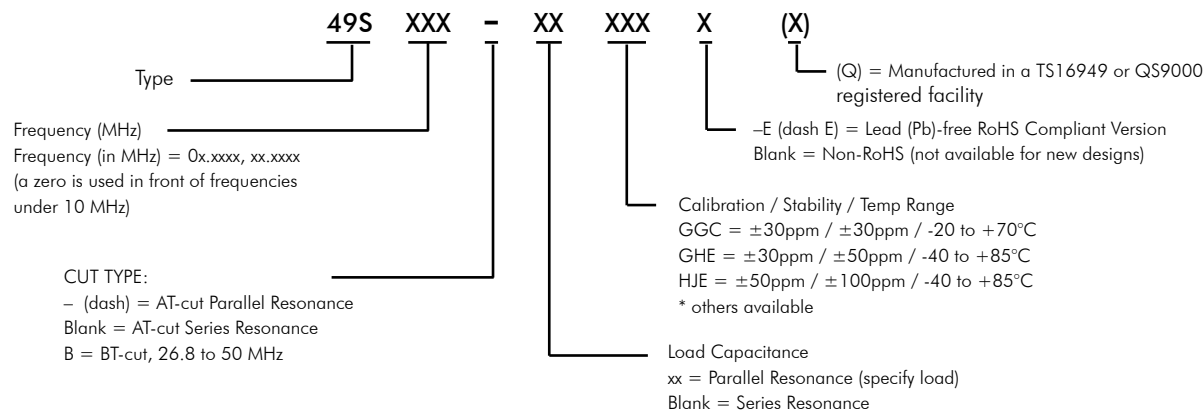 49S XXX – XX XXX X (X)
Type
(Q) = Manufactured in a TS16949 or QS9000
registered facility
Frequency (MHz)
Frequency (in MHz) = 0x.xxxx, xx.xxxx
(a zero is used in front of frequencies
under 10 MHz)
–E (dash E) = Lead (Pb)-free RoHS Compliant Version
Blank = Non-RoHS (not available for new designs)
Calibration / Stability / Temp Range
GGC = ±30ppm / ±30ppm / -20 to +70°C
GHE = ±30ppm / ±50ppm / -40 to +85°C
HJE = ±50ppm / ±100ppm / -40 to +85°C
* others available
CUT TYPE:
– (dash) = AT-cut Parallel Resonance
Blank = AT-cut Series Resonance
B = BT-cut, 26.8 to 50 MHz
Load Capacitance
xx = Parallel Resonance (specify load)
Blank = Series Resonance